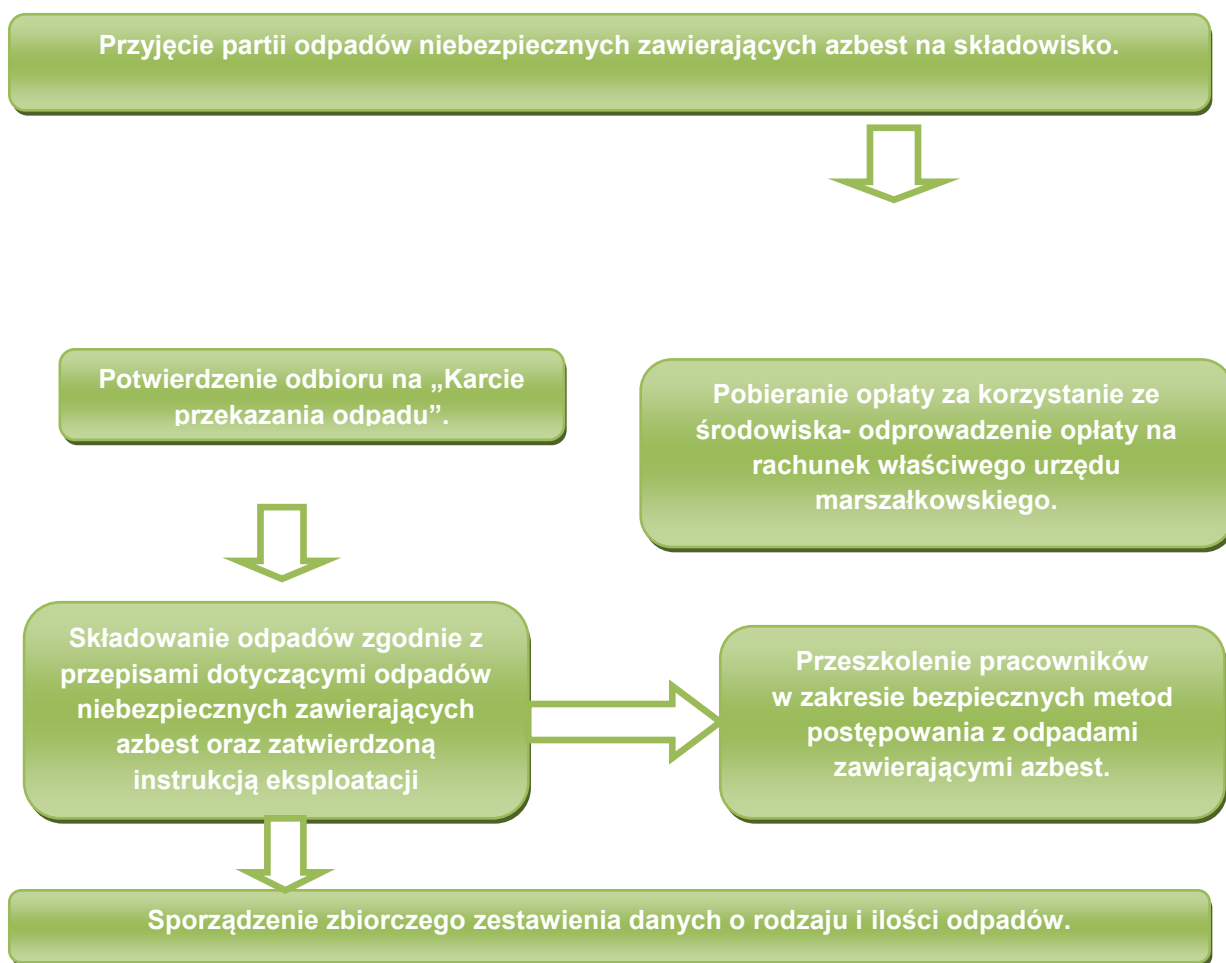 Przyjęcie partii odpadów niebezpiecznych zawierających azbest na składowisko.
Potwierdzenie odbioru na „Karcie
przekazania odpadu”.
Pobieranie opłaty za korzystanie ze
środowiska- odprowadzenie opłaty na
rachunek właściwego urzędu
marszałkowskiego.
Składowanie odpadów zgodnie z
przepisami dotyczącymi odpadów
niebezpiecznych zawierających
azbest oraz zatwierdzoną
instrukcją eksploatacji
Przeszkolenie pracowników
w zakresie bezpiecznych metod
postępowania z odpadami
zawierającymi azbest.
Sporządzenie zbiorczego zestawienia danych o rodzaju i ilości odpadów.